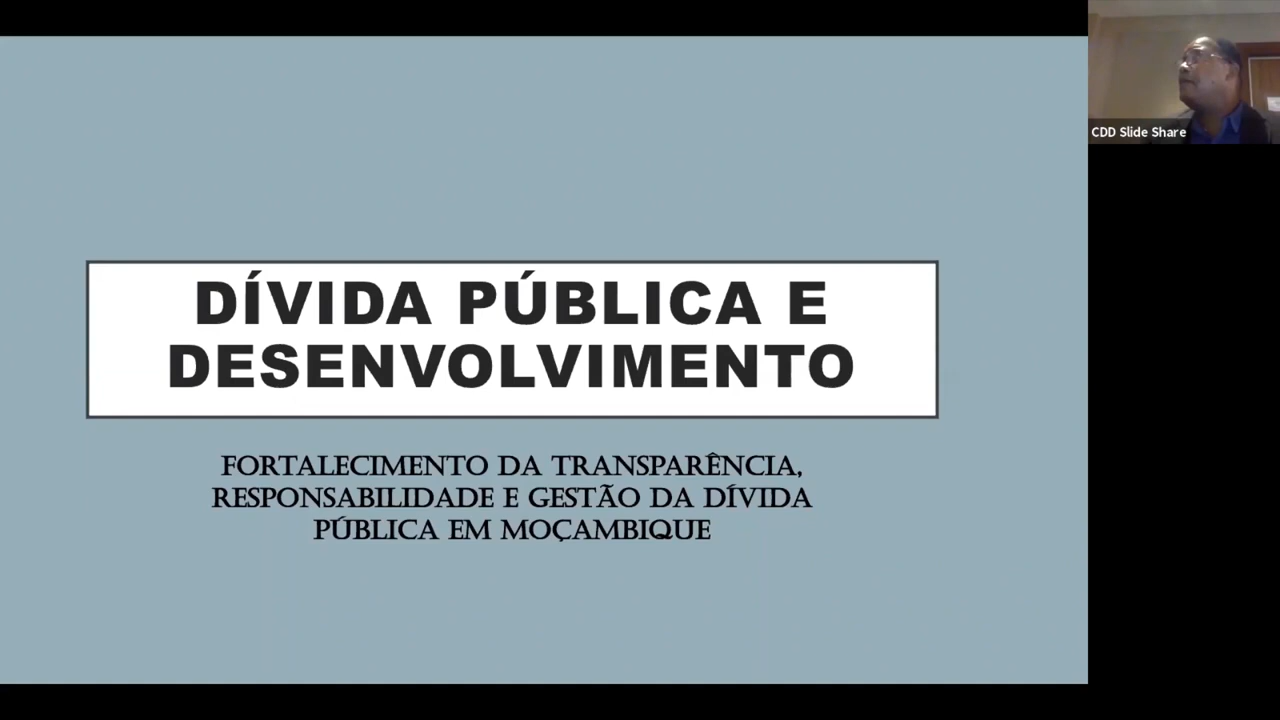 DÍVIDA PÚBLICA E
DESENVOLVIMENTO
FORTALECIMENTO DA TRANSPARÊNCIA,
RESPONSABILIDADE E GESTÃO DA DÍVIDA
PÚBLICA EM MOÇAMBIQUE
CDD Slide Share